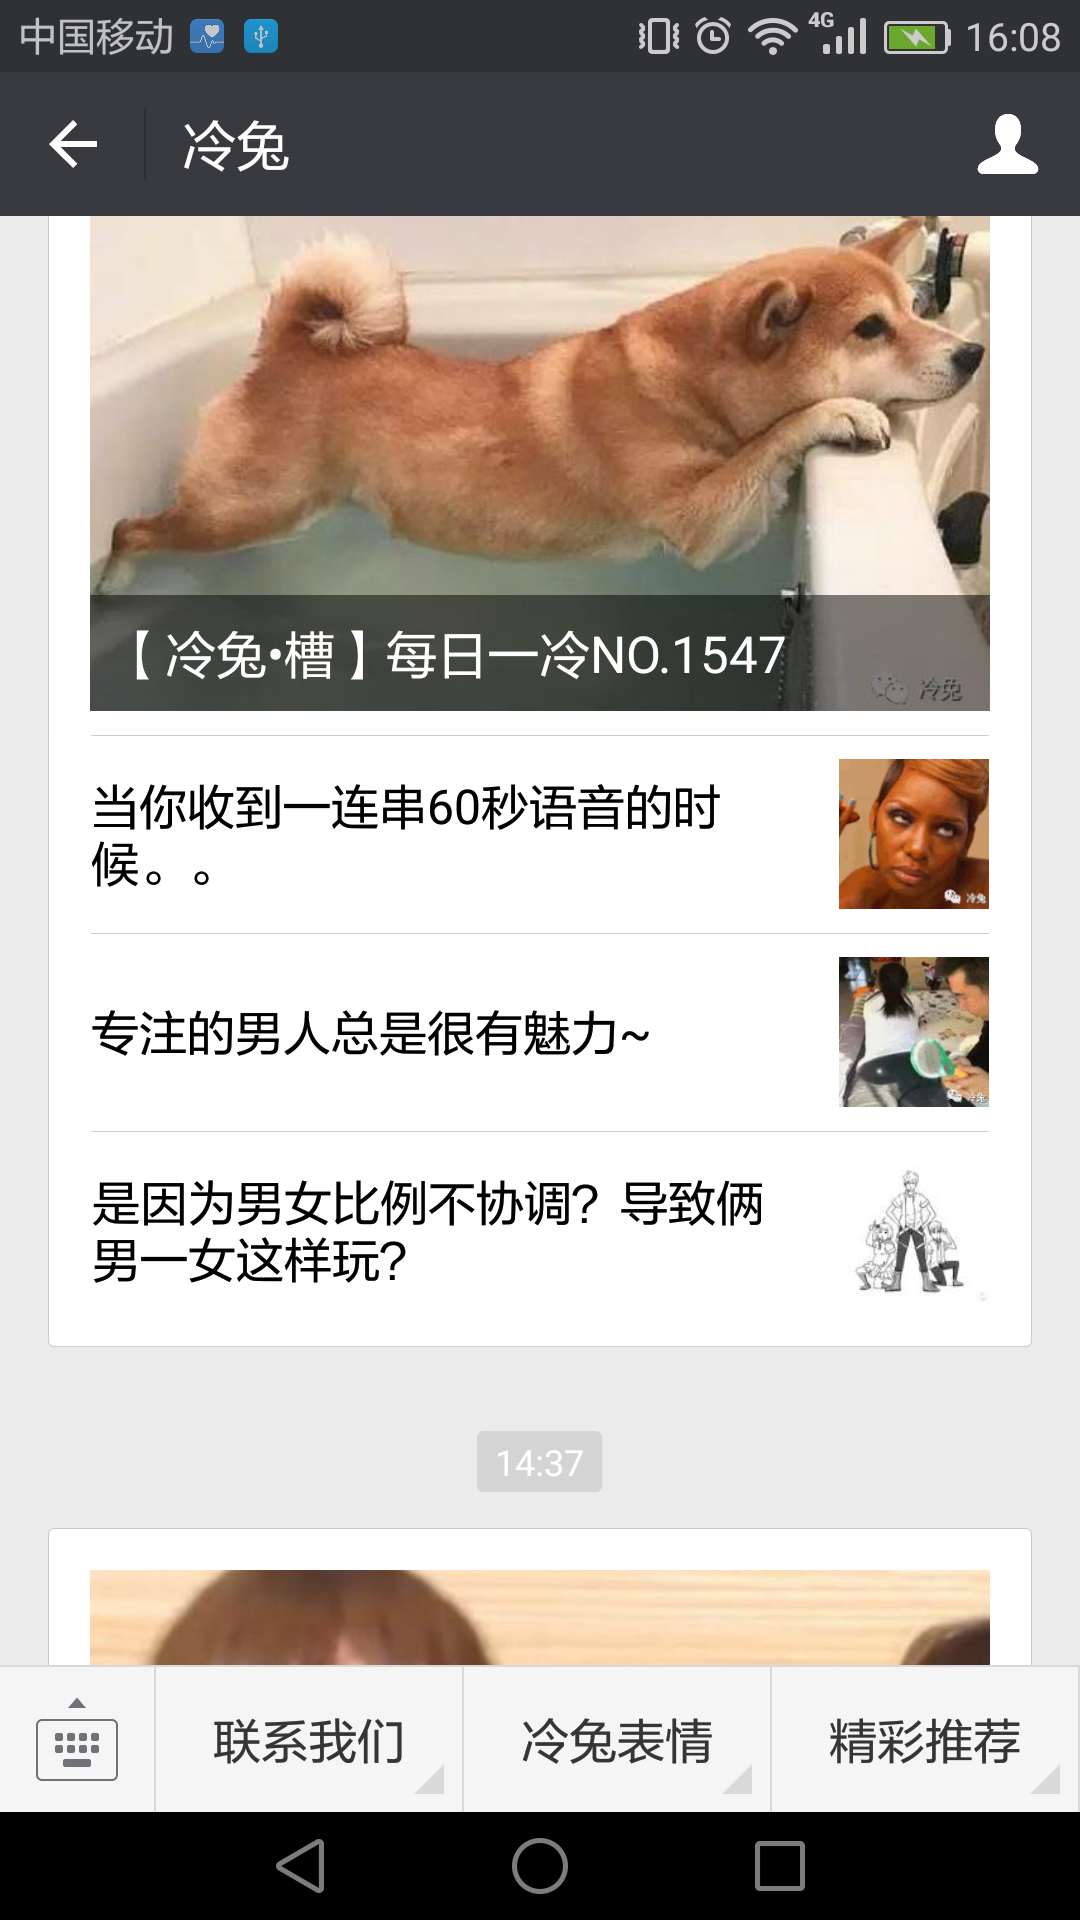 中国移动 4G 16:08
冷兔
【冷兔•槽】每日一冷NO.1547
冷兔
当你收到一连串60秒语音的时
候。。
冷兔
专注的男人总是很有魅力~
冷兔
是因为男女比例不协调？导致俩
男一女这样玩？
14:37
联系我们 冷兔表情 精彩推荐